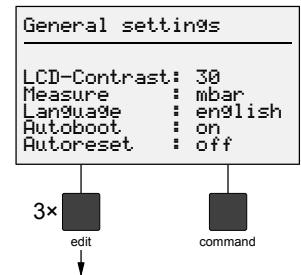 General settings
LCD-Contrast: 30
Measure : mbar
Language : english
Autoboot : on
Autoreset : off
3×
edit command